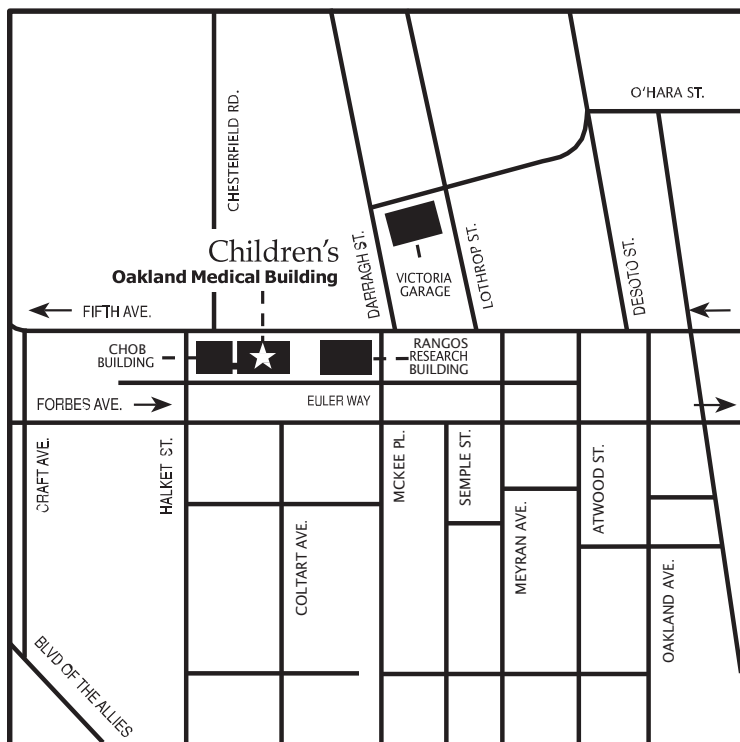 O'HARA ST.
CHESTERFIELD RD.
Children's
Oakland Medical Building
DARRAGH ST.
VICTORIA
GARAGE
LOTHROP ST.
DESOTO ST.
FIFTH AVE.
CHOB
BUILDING
RANGOS
RESEARCH
BUILDING
FORBES AVE.
EULER WAY
CRAFT AVE.
HALKET ST.
COLTART AVE.
MCKEE PL.
SEMPLE ST.
MEYRAN AVE.
ATWOOD ST.
OAKLAND AVE.
BLVD OF THE ALLIES